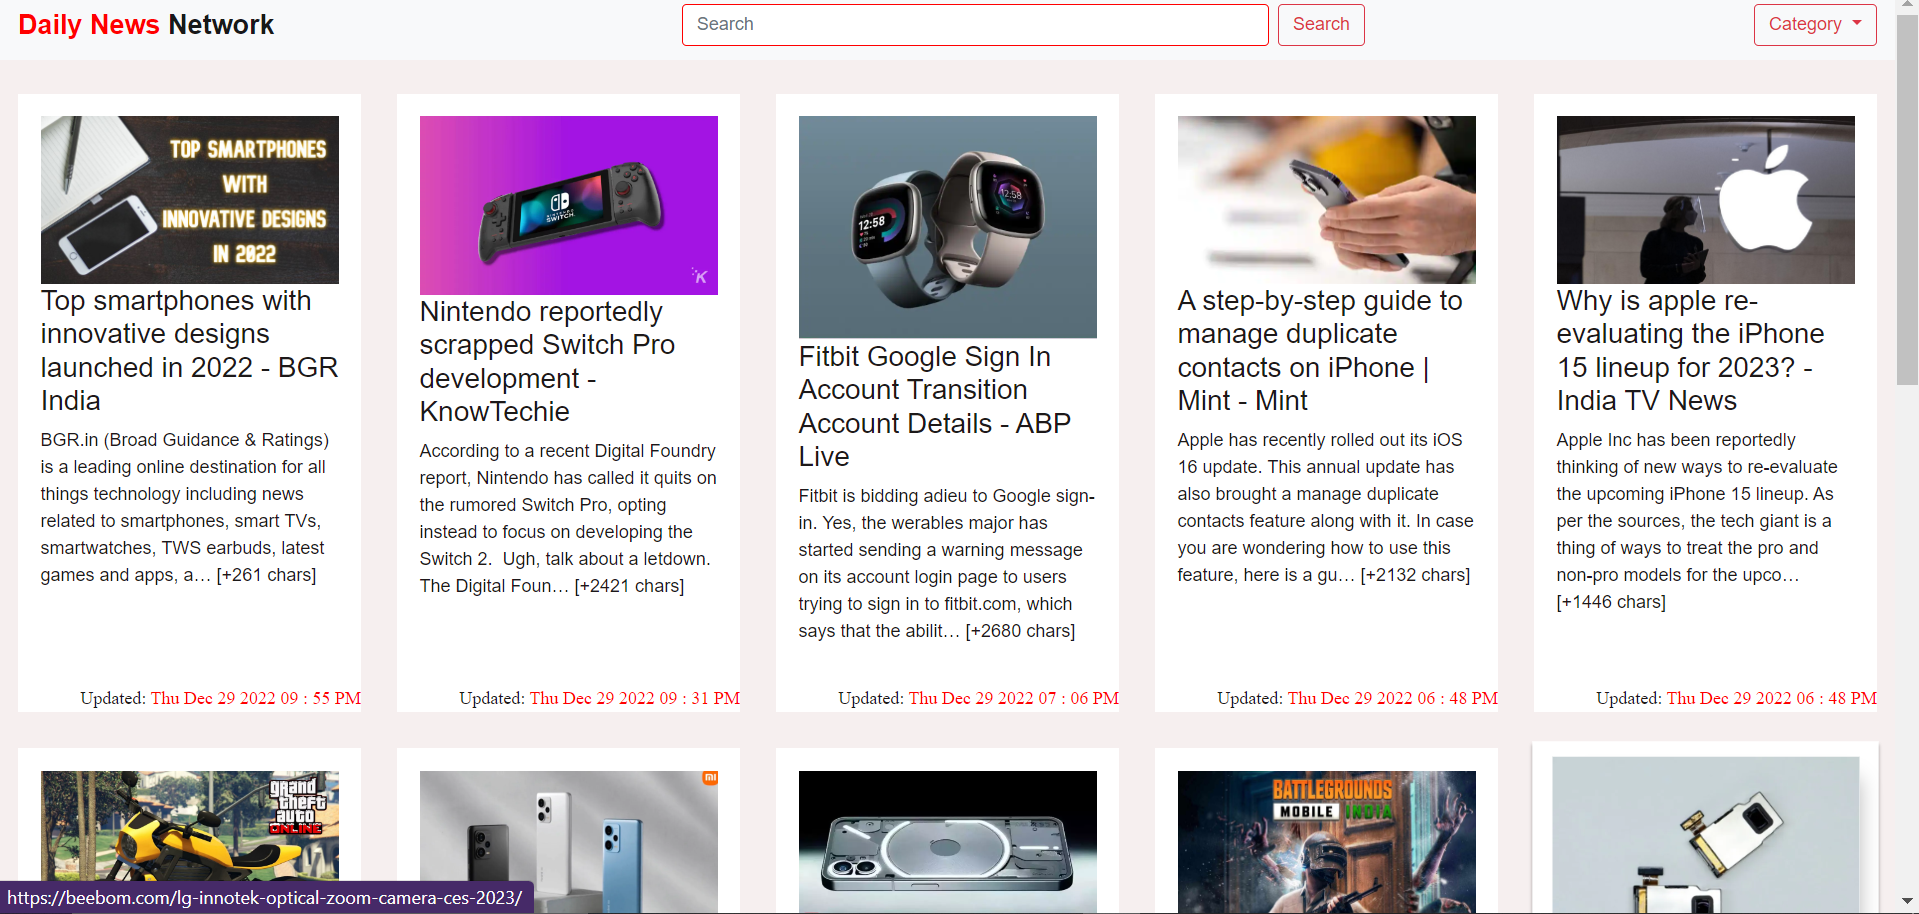 Daily News Network
Search
Search
Category
TOP SMARTPHONES
WITH
INNOVATIVE DESIGNS
IN 2022
Top smartphones with
innovative designs
launched in 2022 - BGR
India
BGR.in (Broad Guidance & Ratings)
is a leading online destination for all
things technology including news
related to smartphones, smart TVs,
smartwatches, TWS earbuds, latest
games and apps, a… [+261 chars]
Updated: Thu Dec 29 2022 09 : 55 PM
NINTENDO
SWITCH
K
Nintendo reportedly
scrapped Switch Pro
development -
KnowTechie
According to a recent Digital Foundry
report, Nintendo has called it quits on
the rumored Switch Pro, opting
instead to focus on developing the
Switch 2.  Ugh, talk about a letdown.
The Digital Foun… [+2421 chars]
Updated: Thu Dec 29 2022 09 : 31 PM
12:58
12:58
Fitbit Google Sign In
Account Transition
Account Details - ABP
Live
Fitbit is bidding adieu to Google sign-
in. Yes, the werables major has
started sending a warning message
on its account login page to users
trying to sign in to fitbit.com, which
says that the abilit… [+2680 chars]
Updated: Thu Dec 29 2022 07 : 06 PM
A step-by-step guide to
manage duplicate
contacts on iPhone |
Mint - Mint
Apple has recently rolled out its iOS
16 update. This annual update has
also brought a manage duplicate
contacts feature along with it. In case
you are wondering how to use this
feature, here is a gu… [+2132 chars]
Updated: Thu Dec 29 2022 06 : 48 PM
Why is apple re-
evaluating the iPhone
15 lineup for 2023? -
India TV News
Apple Inc has been reportedly
thinking of new ways to re-evaluate
the upcoming iPhone 15 lineup. As
per the sources, the tech giant is a
thing of ways to treat the pro and
non-pro models for the upco…
[+1446 chars]
Updated: Thu Dec 29 2022 06 : 48 PM
grand
theft
auto
ONLINE
mi
BATTLEGROUNDS
MOBILE INDIA
https://beebom.com/lg-innotek-optical-zoom-camera-ces-2023/